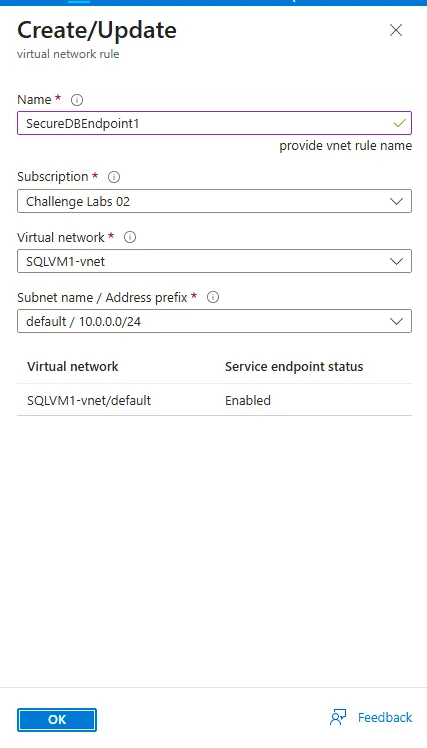 Create/Update
virtual network rule
Name *
SecureDBEndpoint1
provide vnet rule name
Subscription *
Challenge Labs 02
Virtual network *
SQLVM1-vnet
Subnet name / Address prefix *
default / 10.0.0.0/24
Virtual network Service endpoint status
SQLVM1-vnet/default Enabled
OK Feedback